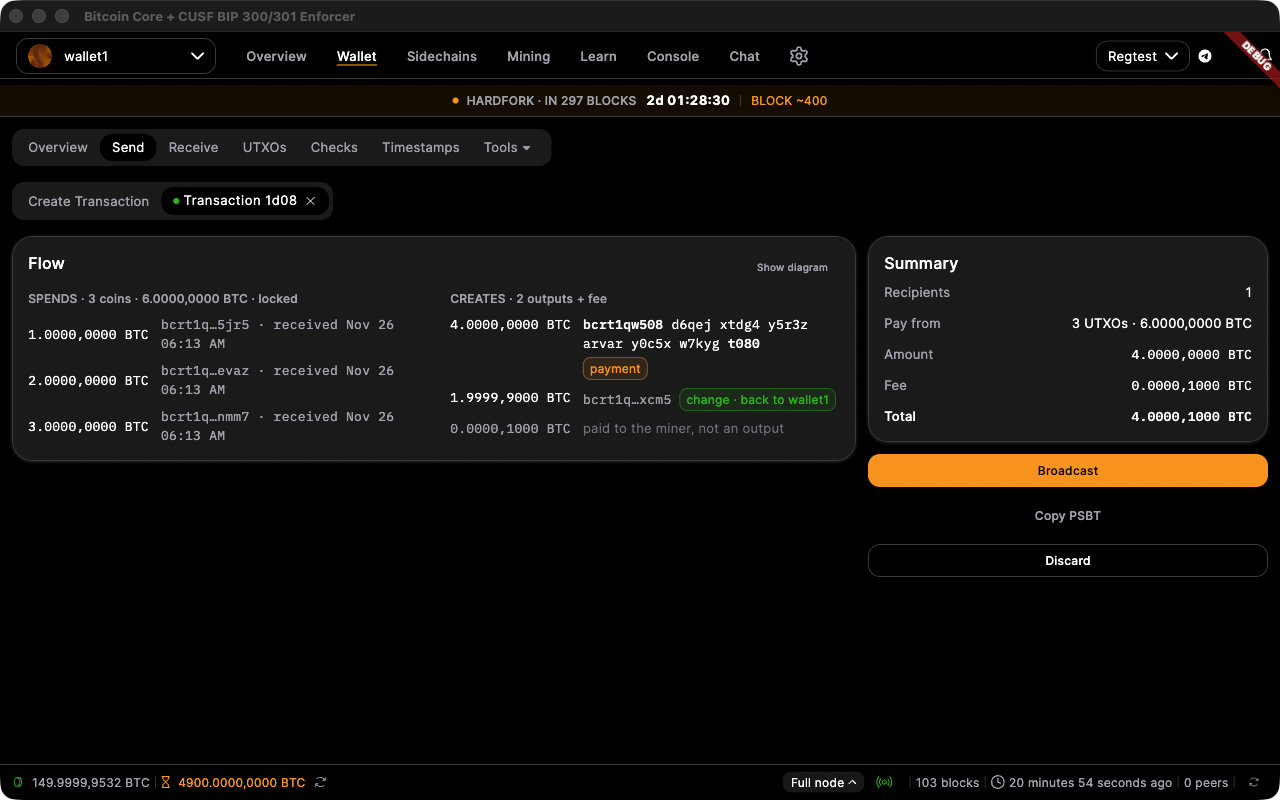 Bitcoin Core + CUSF BIP 300/301 Enforcer
wallet1
Overview
Wallet
Sidechains
Mining
Learn
Console
Chat
Regtest
DEBUG
HARDFORK · IN 297 BLOCKS 2d 01:28:30 BLOCK ~400
Overview
Send
Receive
UTXOs
Checks
Timestamps
Tools
Create Transaction
Transaction 1d08
Flow
Show diagram
SPENDS · 3 coins · 6.0000,0000 BTC · locked
1.0000,0000 BTC
bcrt1q…5jr5 · received Nov 26
06:13 AM
2.0000,0000 BTC
bcrt1q…evaz · received Nov 26
06:13 AM
3.0000,0000 BTC
bcrt1q…nmm7 · received Nov 26
06:13 AM
CREATES · 2 outputs + fee
4.0000,0000 BTC
bcrt1qw508 d6qej xtdg4 y5r3z
arvar y0c5x w7kyg t080
payment
1.9999,9000 BTC
bcrt1q…xcm5
change · back to wallet1
0.0000,1000 BTC
paid to the miner, not an output
Summary
Recipients 1
Pay from 3 UTXOs · 6.0000,0000 BTC
Amount 4.0000,0000 BTC
Fee 0.0000,1000 BTC
Total 4.0000,1000 BTC
Broadcast
Copy PSBT
Discard
149.9999,9532 BTC
4900.0000,0000 BTC
Full node
103 blocks
20 minutes 54 seconds ago
0 peers